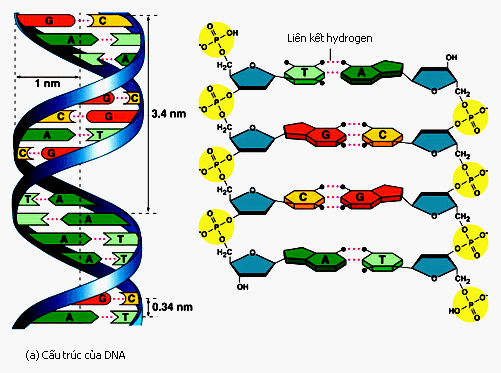 Liên kết hydrogen
G C
A T
A
1 nm
G C
C G
3.4 nm
A T
C G
T A
A
A T
A T
G C
0.34 nm
A T
O
OH
O⁻ P
O
H₂C
O
T A
O
OH
CH₂
O
O⁻ P
O
O
H₂C
O
G C
O
CH₂
O
O⁻ P
O
O
H₂C
O
C G
O
CH₂
O
O⁻ P
O
O
H₂C
O
A T
O
OH
CH₂
O
HO P O⁻
O
(a) Cấu trúc của DNA